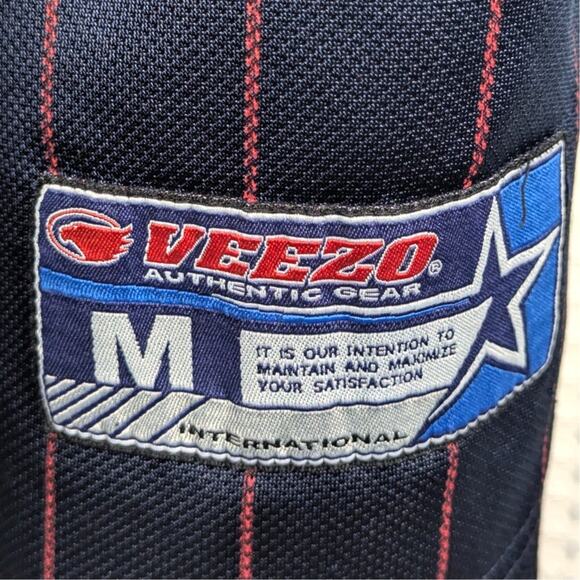 VEEZO®
AUTHENTIC GEAR
M
IT IS OUR INTENTION TO
MAINTAIN AND MAXIMIZE
YOUR SATISFACTION
INTERNATIONAL